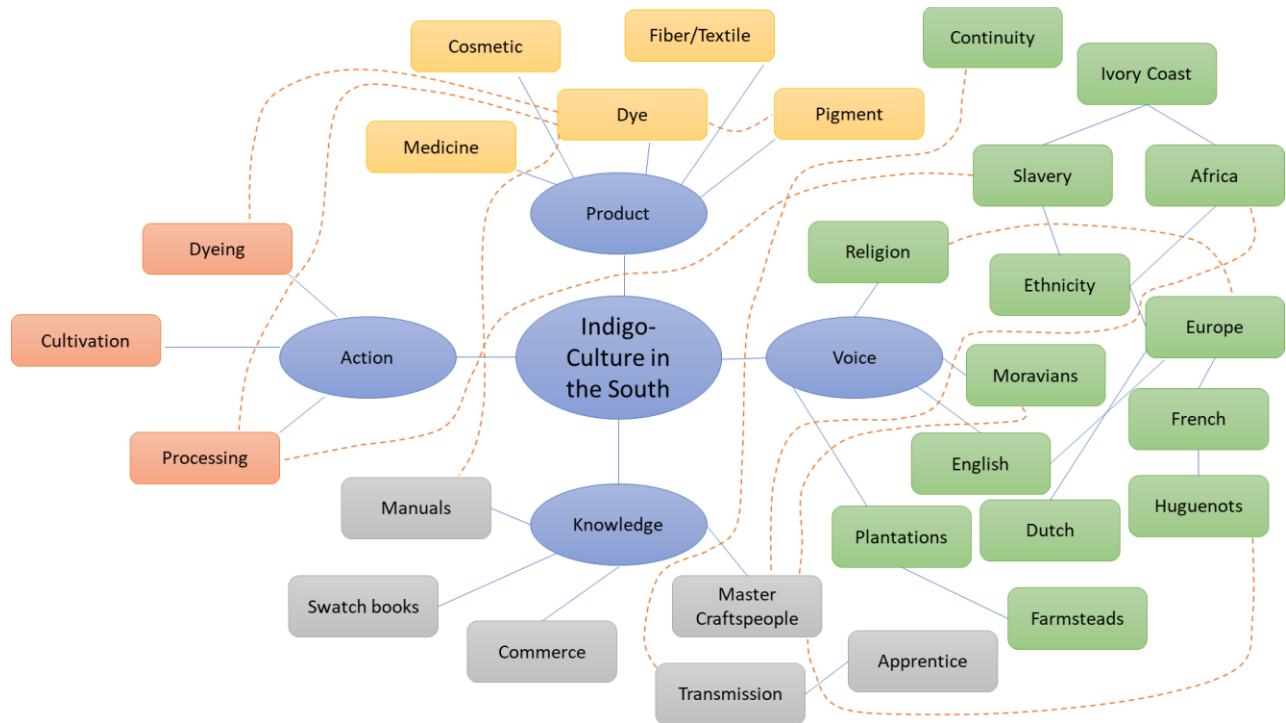 Cosmetic
Fiber/Textile
Continuity
Ivory Coast
Dye
Pigment
Medicine
Slavery
Africa
Product
Dyeing
Religion
Ethnicity
Cultivation
Action
Indigo-
Culture in
the South
Voice
Europe
Moravians
French
Processing
English
Manuals
Knowledge
Plantations
Dutch
Huguenots
Swatch books
Master
Craftspeople
Farmsteads
Commerce
Apprentice
Transmission